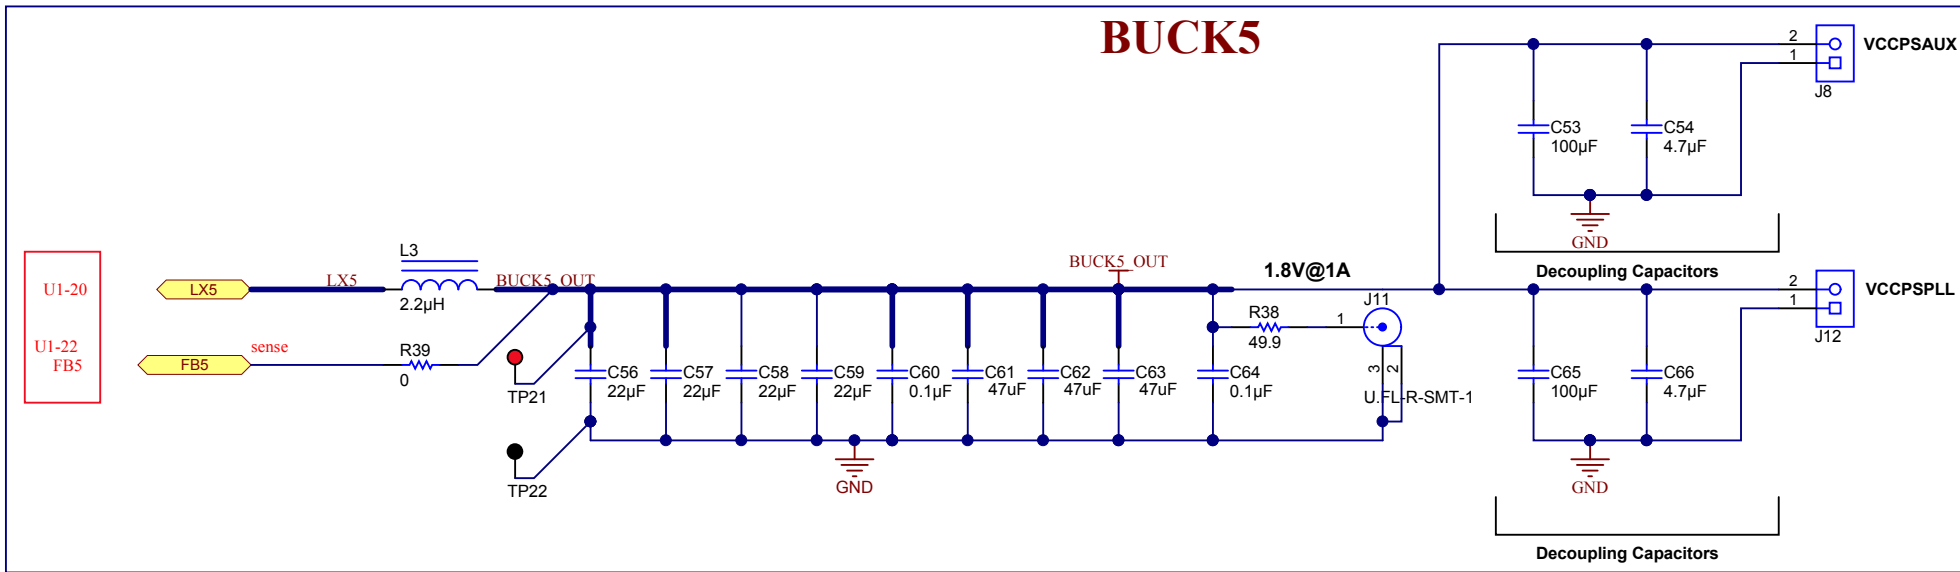 BUCK5
2
VCCPSAUX
1
J8
C53
100µF
C54
4.7µF
GND
Decoupling Capacitors
U1-20
U1-22
FB5
LX5
LX5
L3
2.2µH
BUCK5_OUT
BUCK5_OUT
1.8V@1A
FB5
sense
R39
0
TP21
TP22
C56
22µF
C57
22µF
C58
22µF
C59
22µF
C60
0.1µF
C61
47uF
C62
47uF
C63
47uF
C64
0.1µF
GND
R38
49.9
1
J11
3
2
U.FL-R-SMT-1
2
VCCPSPLL
1
J12
C65
100µF
C66
4.7µF
GND
Decoupling Capacitors